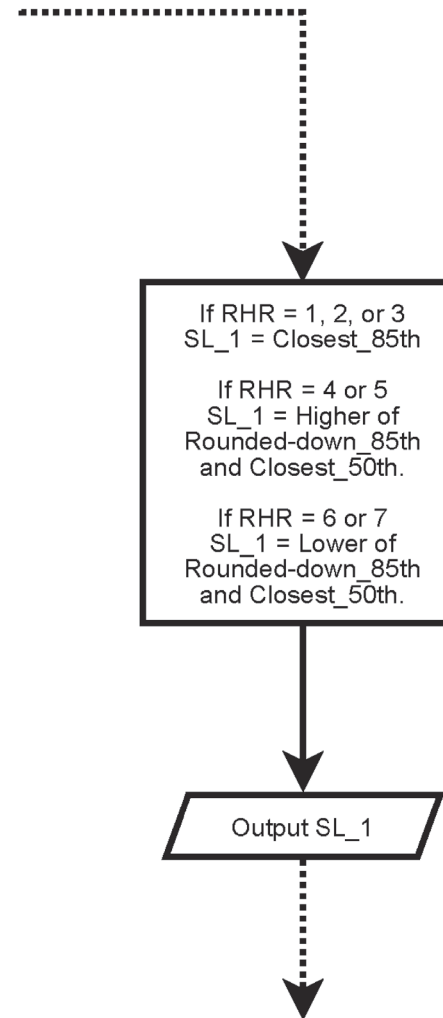 If RHR = 1, 2, or 3
SL_1 = Closest_85th
If RHR = 4 or 5
SL_1 = Higher of
Rounded-down_85th
and Closest_50th.
If RHR = 6 or 7
SL_1 = Lower of
Rounded-down_85th
and Closest_50th.
Output SL_1